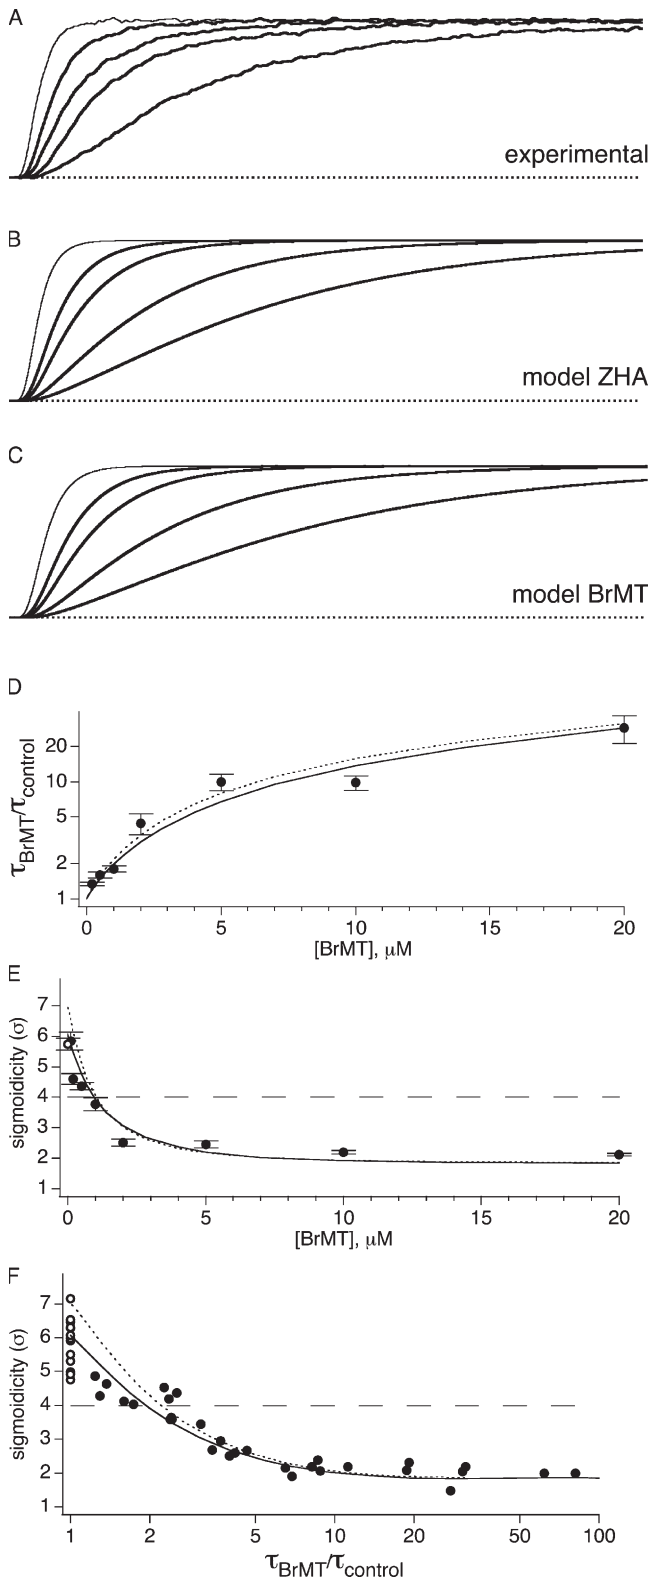 A
experimental
B
model ZHA
C
model BrMT
D
τBrMT/τcontrol
20
10
5
2
1
0 5 10 15 20
[BrMT], μM
E
sigmoidicity (σ)
7
6
5
4
3
2
1
0 5 10 15 20
[BrMT], μM
F
sigmoidicity (σ)
7
6
5
4
3
2
1
1 2 5 10 20 50 100
τBrMT/τcontrol